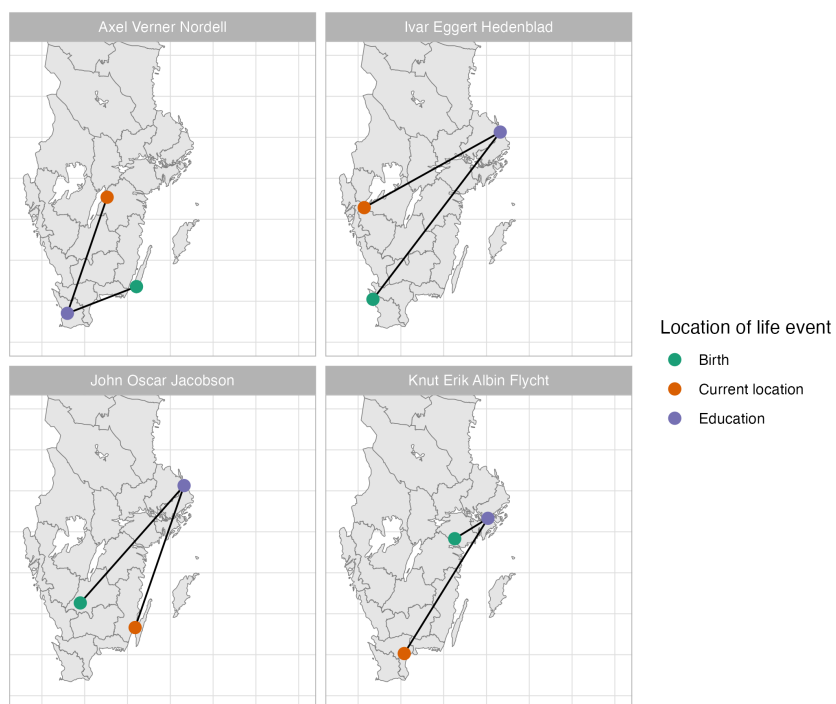 Axel Verner Nordell
Ivar Eggert Hedenblad
John Oscar Jacobson
Knut Erik Albin Flycht
Location of life event
Birth
Current location
Education